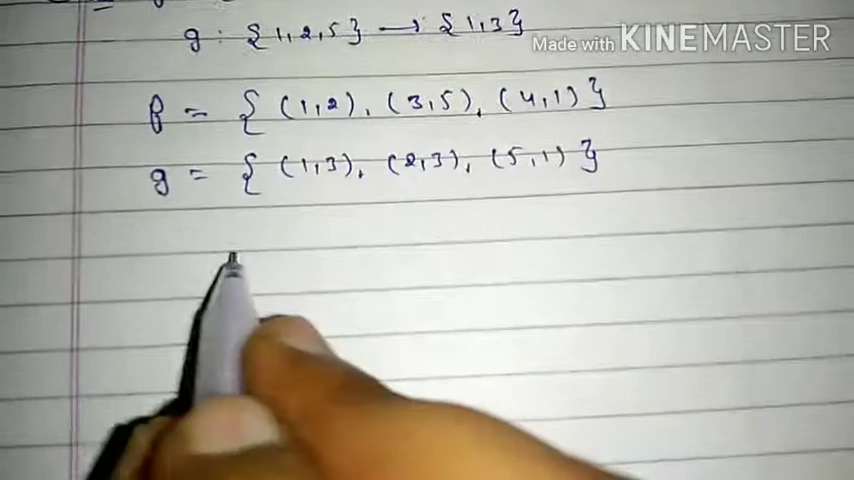 g : {1,2,5} → {1,3}
Made with KINEMASTER
f = { (1,2), (3,5), (4,1) }
g = { (1,3), (2,3), (5,1) }